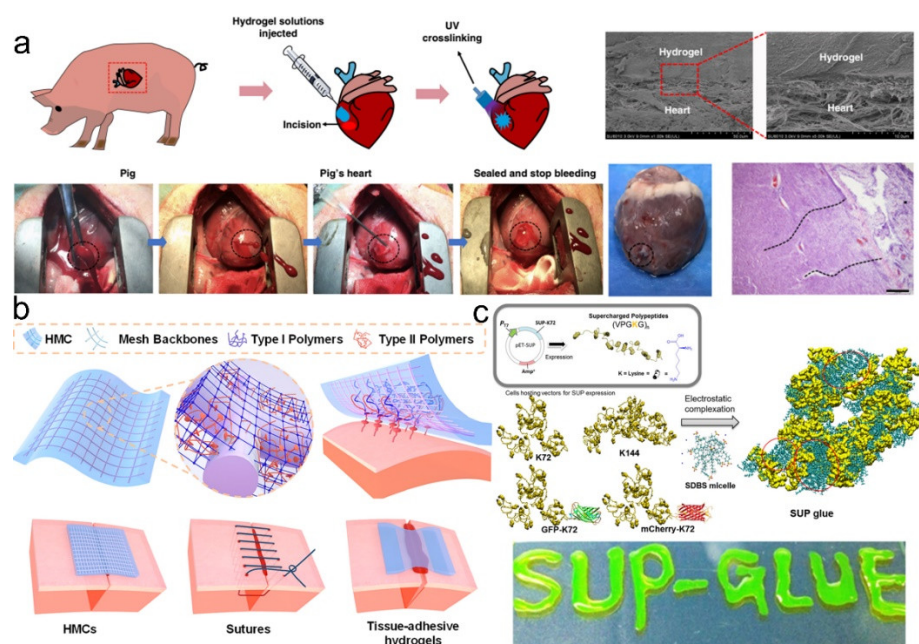 a
Hydrogel solutions
injected
UV
crosslinking
Incision
Hydrogel
Heart
Hydrogel
Heart
Pig
Pig's heart
Sealed and stop bleeding
b
HMC
Mesh Backbones
Type I Polymers
Type II Polymers
HMCs
Sutures
Tissue-adhesive
hydrogels
c
SUP-K72
pET-SUP
Expression
Supercharged Polypeptides
(VPGKG)n
K = Lysine =
Cells hosting vectors for SUP expression
K72
K144
GFP-K72
mCherry-K72
Electrostatic
complexation
SDBS micelle
SUP glue
SUP-GLUE